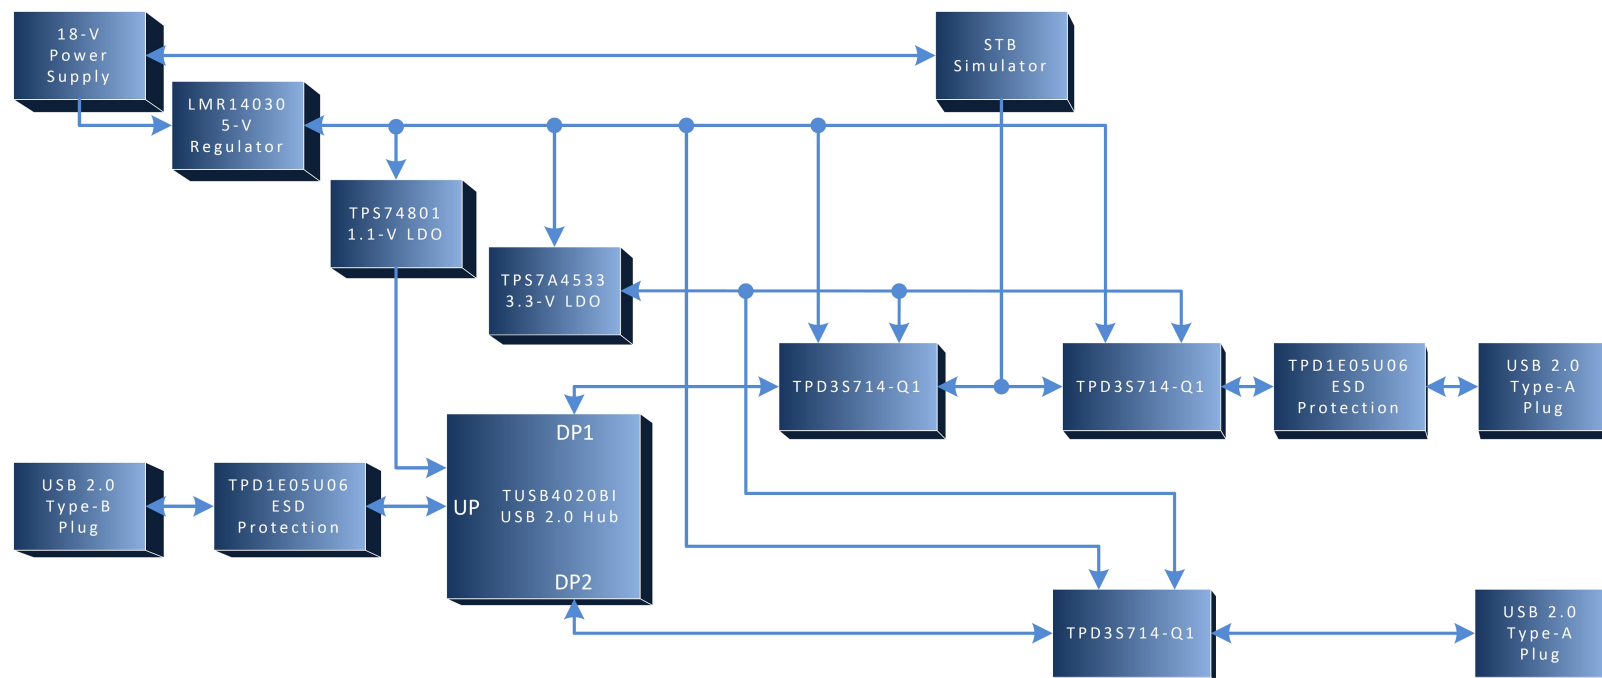 18-V
Power
Supply
STB
Simulator
LMR14030
5-V
Regulator
TPS74801
1.1-V LDO
TPS7A4533
3.3-V LDO
TPD3S714-Q1
TPD3S714-Q1
TPD1E05U06
ESD
Protection
USB 2.0
Type-A
Plug
DP1
USB 2.0
Type-B
Plug
TPD1E05U06
ESD
Protection
UP
TUSB4020BI
USB 2.0 Hub
DP2
TPD3S714-Q1
USB 2.0
Type-A
Plug